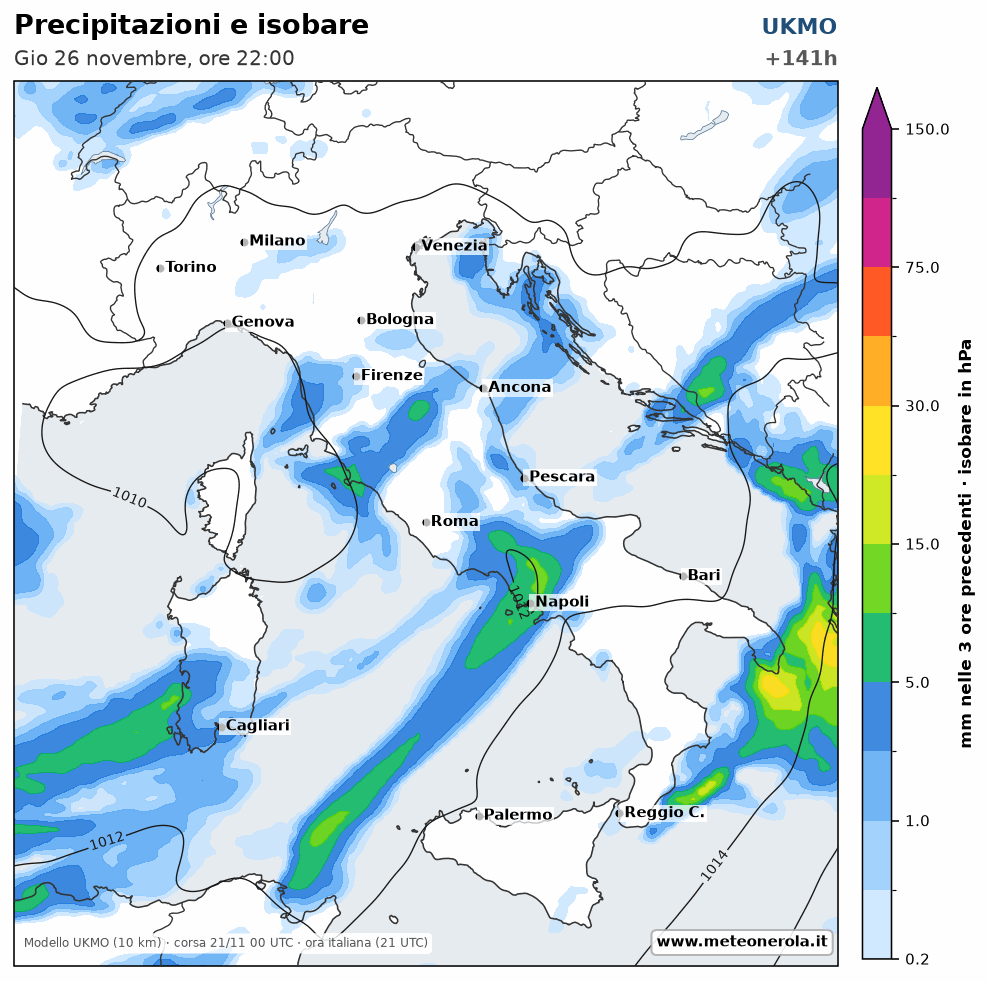 Precipitazioni e isobare
UKMO
Gio 26 novembre, ore 22:00
+141h
150.0
75.0
30.0
15.0
5.0
1.0
0.2
mm nelle 3 ore precedenti · isobare in hPa
Milano
Venezia
Torino
Genova
Bologna
Firenze
Ancona
Pescara
1010
Roma
Bari
Napoli
1012
Cagliari
Palermo
Reggio C.
1012
1014
Modello UKMO (10 km) · corsa 21/11 00 UTC · ora italiana (21 UTC)
www.meteonerola.it